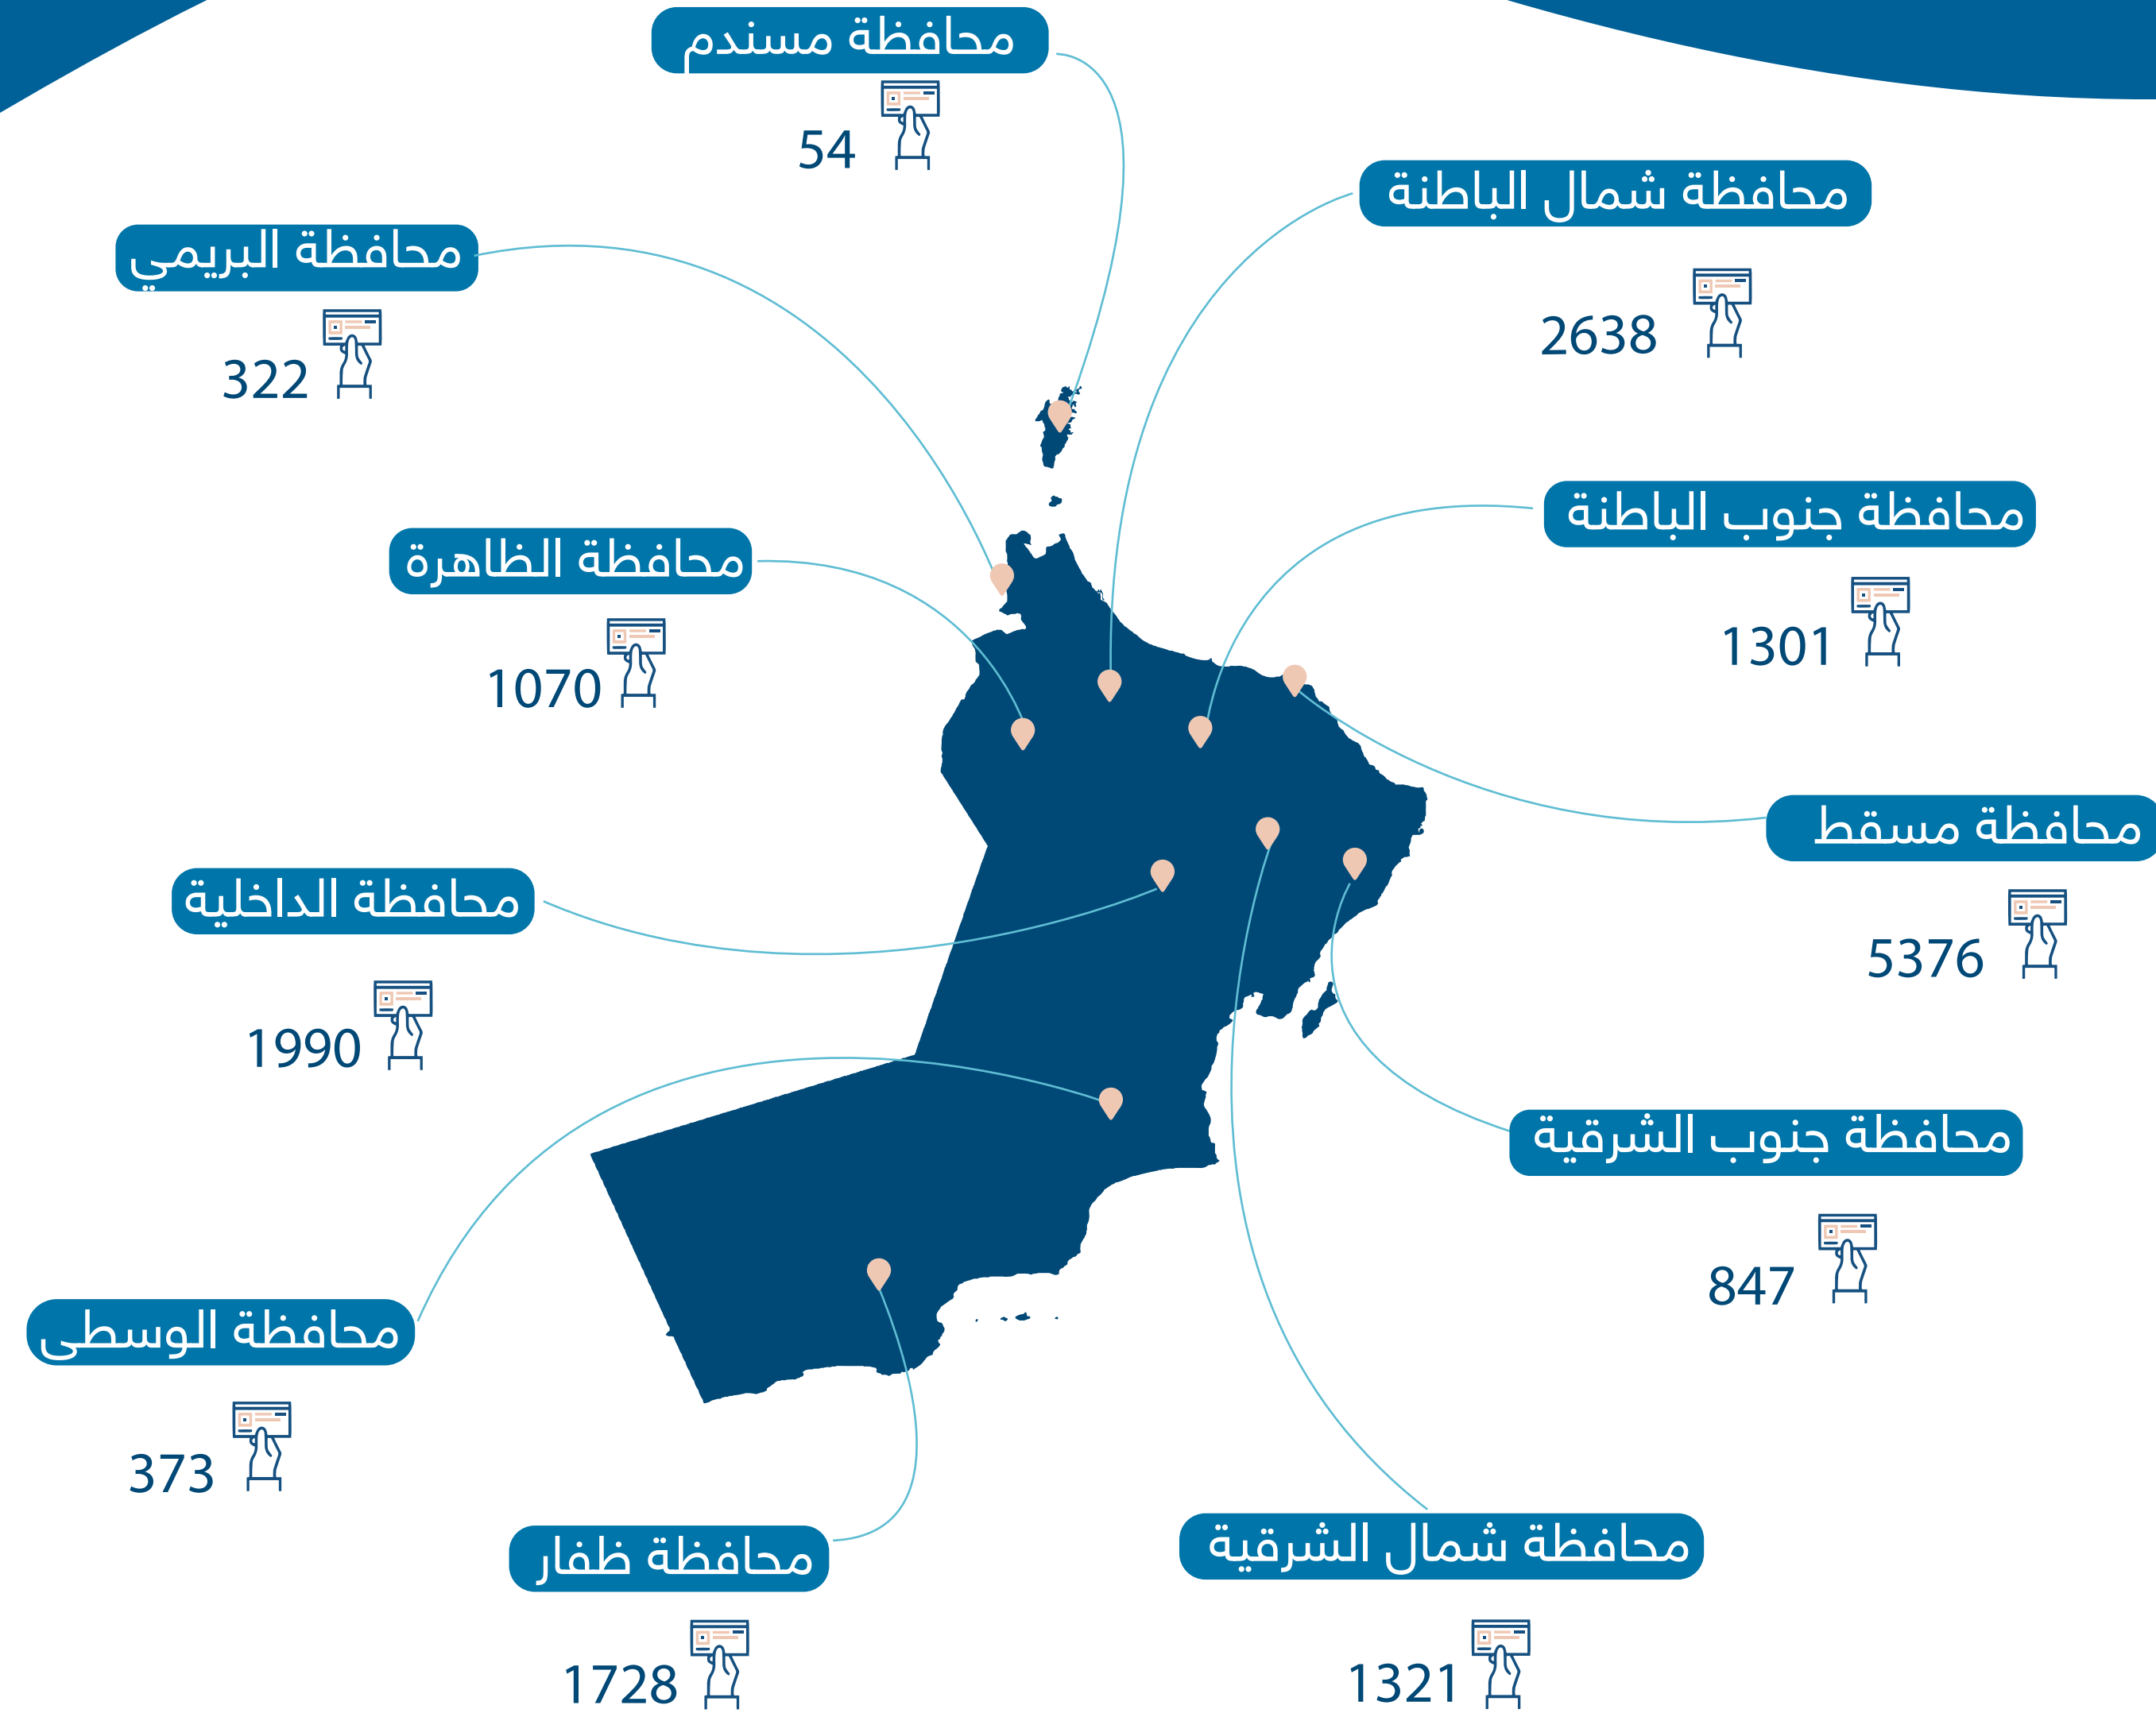 محافظة مسندم
54
محافظة شمال الباطنة
2638
محافظة البريمي
322
محافظة جنوب الباطنة
1301
محافظة الظاهرة
1070
محافظة مسقط
5376
محافظة الداخلية
1990
محافظة جنوب الشرقية
847
محافظة الوسطى
373
محافظة شمال الشرقية
1321
محافظة ظفار
1728